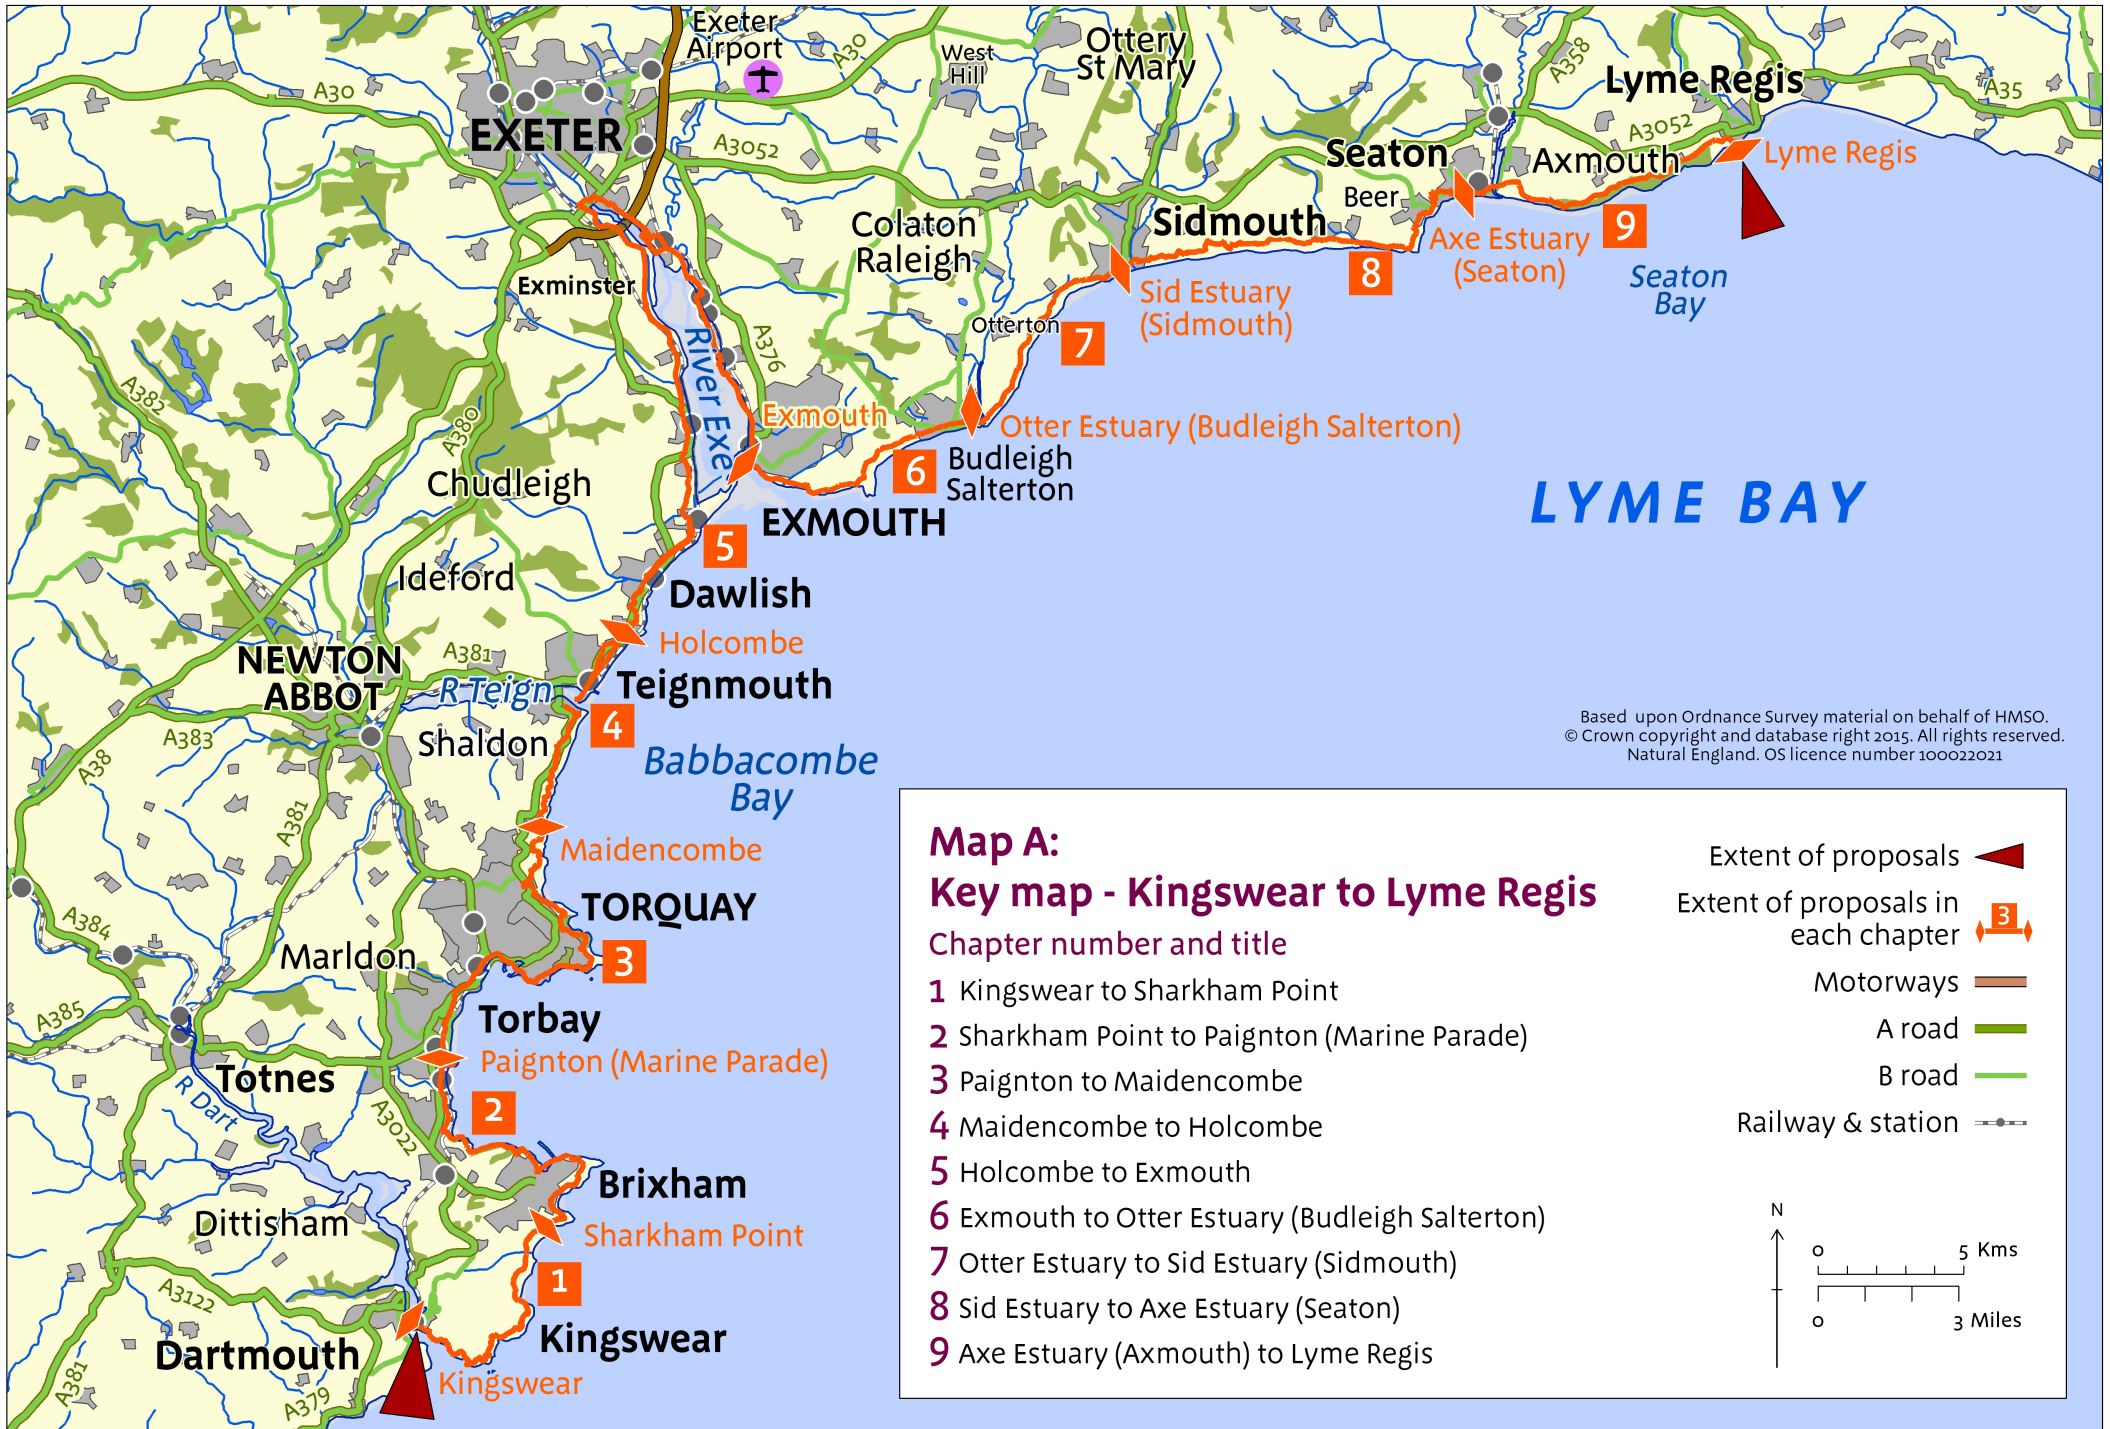 Exeter
Airport
A30
West
Hill
Ottery
St Mary
A358
Lyme Regis
A35
A30
EXETER
A3052
A3052
Seaton
Axmouth
Lyme Regis
Beer
Colaton
Raleigh
Sidmouth
9
Axe Estuary
(Seaton)
8
Seaton
Bay
Exminster
Sid Estuary
(Sidmouth)
Otterton
7
A376
River Exe
A382
A380
Exmouth
Otter Estuary (Budleigh Salterton)
6
Budleigh
Salterton
Chudleigh
EXMOUTH
LYME BAY
5
Ideford
Dawlish
Holcombe
NEWTON
ABBOT
A381
R Teign
Teignmouth
4
A383
Shaldon
A38
Babbacombe
Bay
Based upon Ordnance Survey material on behalf of HMSO.
© Crown copyright and database right 2015. All rights reserved.
Natural England. OS licence number 100022021
A381
Maidencombe
TORQUAY
A384
Marldon
3
A385
Torbay
Paignton (Marine Parade)
Totnes
R Dart
A3022
2
Brixham
Dittisham
Sharkham Point
1
A3122
Kingswear
Dartmouth
Kingswear
A381
A379
Map A:
Key map - Kingswear to Lyme Regis
Chapter number and title
1 Kingswear to Sharkham Point
2 Sharkham Point to Paignton (Marine Parade)
3 Paignton to Maidencombe
4 Maidencombe to Holcombe
5 Holcombe to Exmouth
6 Exmouth to Otter Estuary (Budleigh Salterton)
7 Otter Estuary to Sid Estuary (Sidmouth)
8 Sid Estuary to Axe Estuary (Seaton)
9 Axe Estuary (Axmouth) to Lyme Regis
Extent of proposals
Extent of proposals in
each chapter
3
Motorways
A road
B road
Railway & station
N
0 5 Kms
0 3 Miles